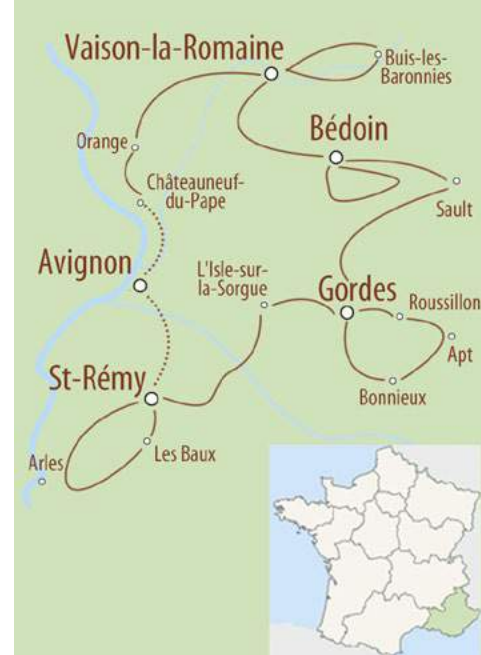 Vaison-la-Romaine
Buis-les-
Baronnies
Bédoin
Orange
Châteauneuf-
du-Pape
Sault
Avignon
L'Isle-sur-
la-Sorgue
Gordes
Roussillon
Apt
St-Rémy
Bonnieux
Les Baux
Arles